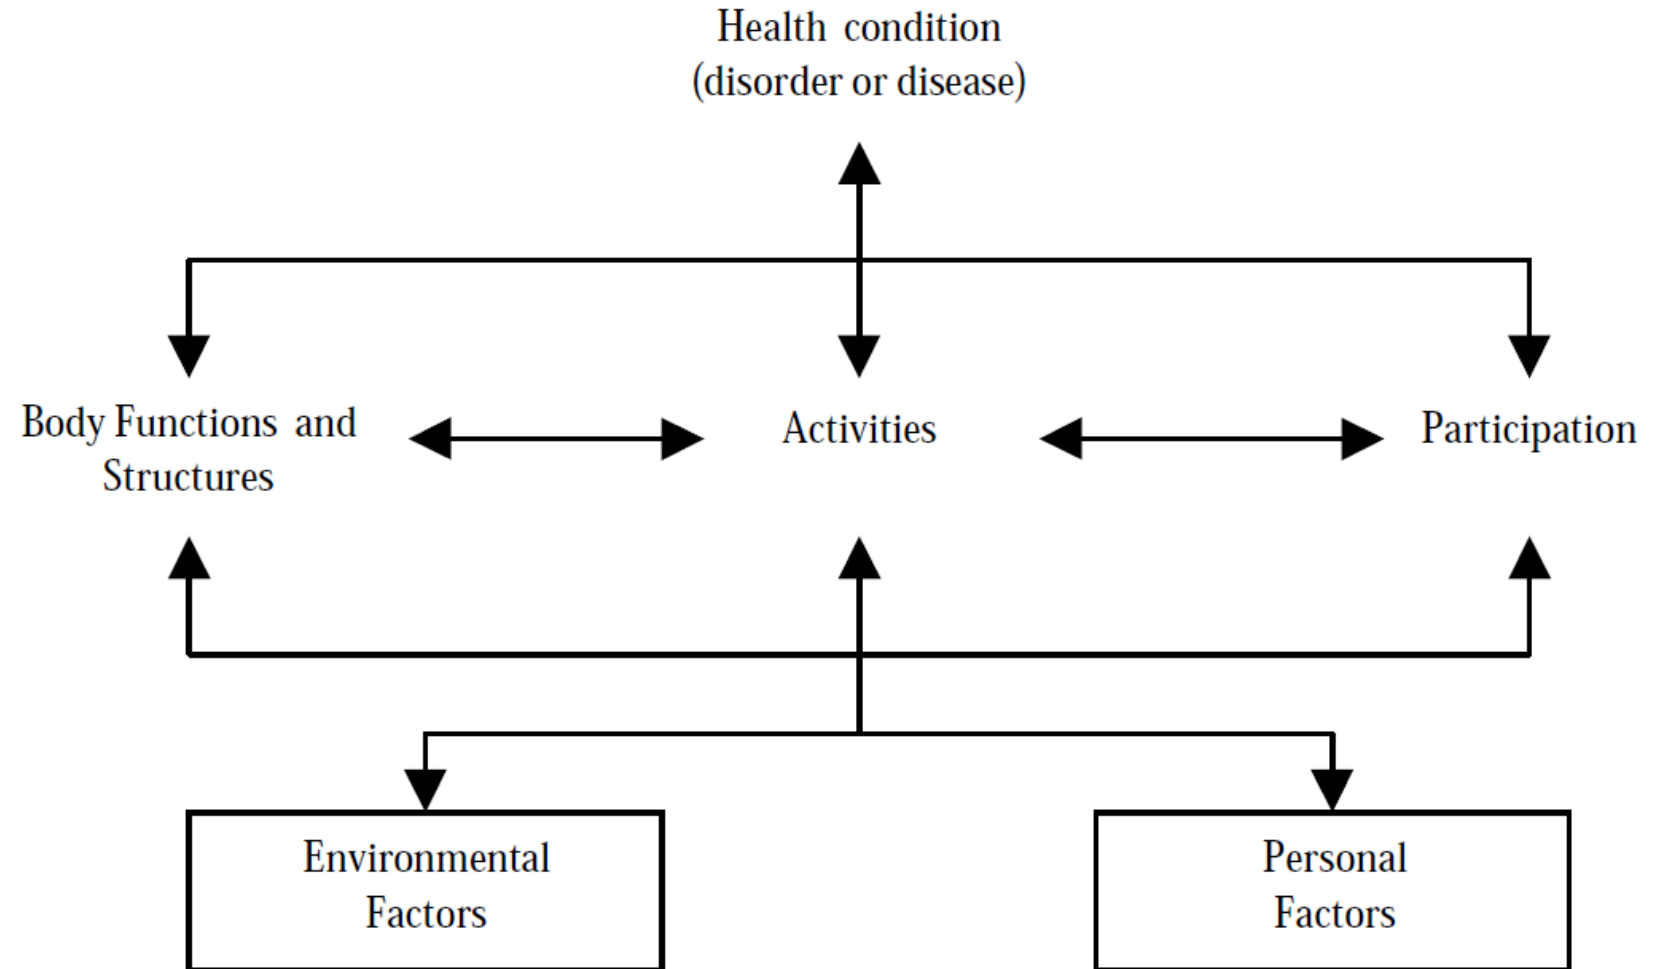 Health condition
(disorder or disease)
Body Functions and
Structures
Activities
Participation
Environmental
Factors
Personal
Factors